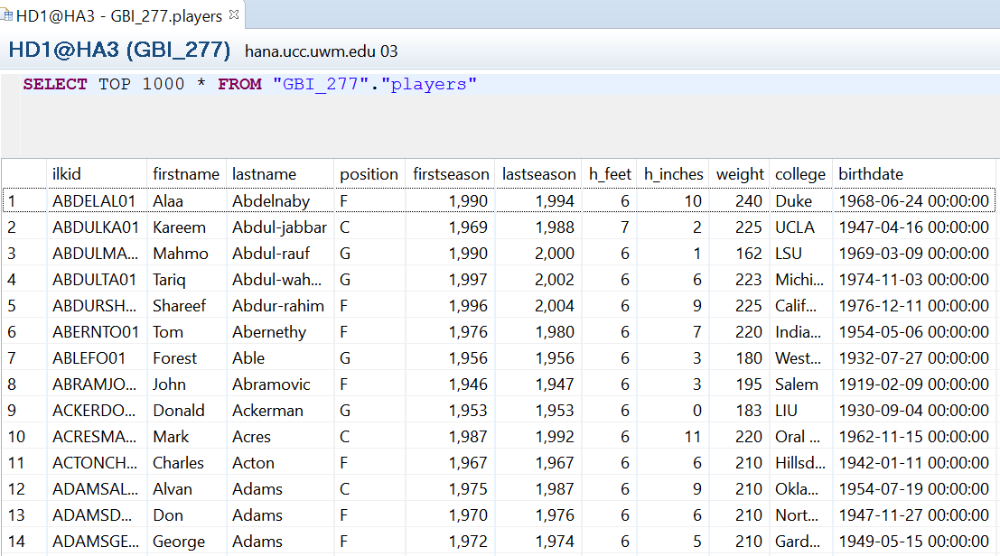 HD1@HA3 - GBI_277.players
HD1@HA3 (GBI_277) hana.ucc.uwm.edu 03
SELECT TOP 1000 * FROM "GBI_277"."players"
ilkid firstname lastname position firstseason lastseason h_feet h_inches weight college birthdate
1 ABDELAL01 Alaa Abdelnaby F 1,990 1,994 6 10 240 Duke 1968-06-24 00:00:00
2 ABDULKA01 Kareem Abdul-jabbar C 1,969 1,988 7 2 225 UCLA 1947-04-16 00:00:00
3 ABDULMA... Mahmo Abdul-rauf G 1,990 2,000 6 1 162 LSU 1969-03-09 00:00:00
4 ABDULTA01 Tariq Abdul-wah... G 1,997 2,002 6 6 223 Michi... 1974-11-03 00:00:00
5 ABDURSH... Shareef Abdur-rahim F 1,996 2,004 6 9 225 Calif... 1976-12-11 00:00:00
6 ABERNTO01 Tom Abernethy F 1,976 1,980 6 7 220 India... 1954-05-06 00:00:00
7 ABLEFO01 Forest Able G 1,956 1,956 6 3 180 West... 1932-07-27 00:00:00
8 ABRAMJO... John Abramovic F 1,946 1,947 6 3 195 Salem 1919-02-09 00:00:00
9 ACKERDO... Donald Ackerman G 1,953 1,953 6 0 183 LIU 1930-09-04 00:00:00
10 ACRESMA... Mark Acres C 1,987 1,992 6 11 220 Oral ... 1962-11-15 00:00:00
11 ACTONCH... Charles Acton F 1,967 1,967 6 6 210 Hillsd... 1942-01-11 00:00:00
12 ADAMSAL... Alvan Adams C 1,975 1,987 6 9 210 Okla... 1954-07-19 00:00:00
13 ADAMSD... Don Adams F 1,970 1,976 6 6 210 Nort... 1947-11-27 00:00:00
14 ADAMSGE... George Adams F 1,972 1,974 6 5 210 Gard... 1949-05-15 00:00:00